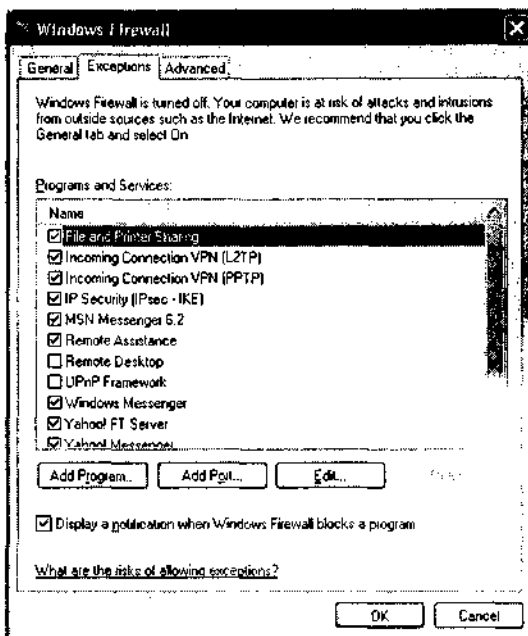 Windows Firewall
General Exceptions Advanced
Windows Firewall is turned off. Your computer is at risk of attacks and intrusions
from outside sources such as the Internet. We recommend that you click the
General tab and select On
Programs and Services:
Name
File and Printer Sharing
Incoming Connection VPN (L2TP)
Incoming Connection VPN (PPTP)
IP Security (IPsec - IKE)
MSN Messenger 6.2
Remote Assistance
Remote Desktop
UPnP Framework
Windows Messenger
Yahoo! FT Server
Yahoo! Messenger
Add Program... Add Port... Edit...
Display a notification when Windows Firewall blocks a program
What are the risks of allowing exceptions?
OK Cancel